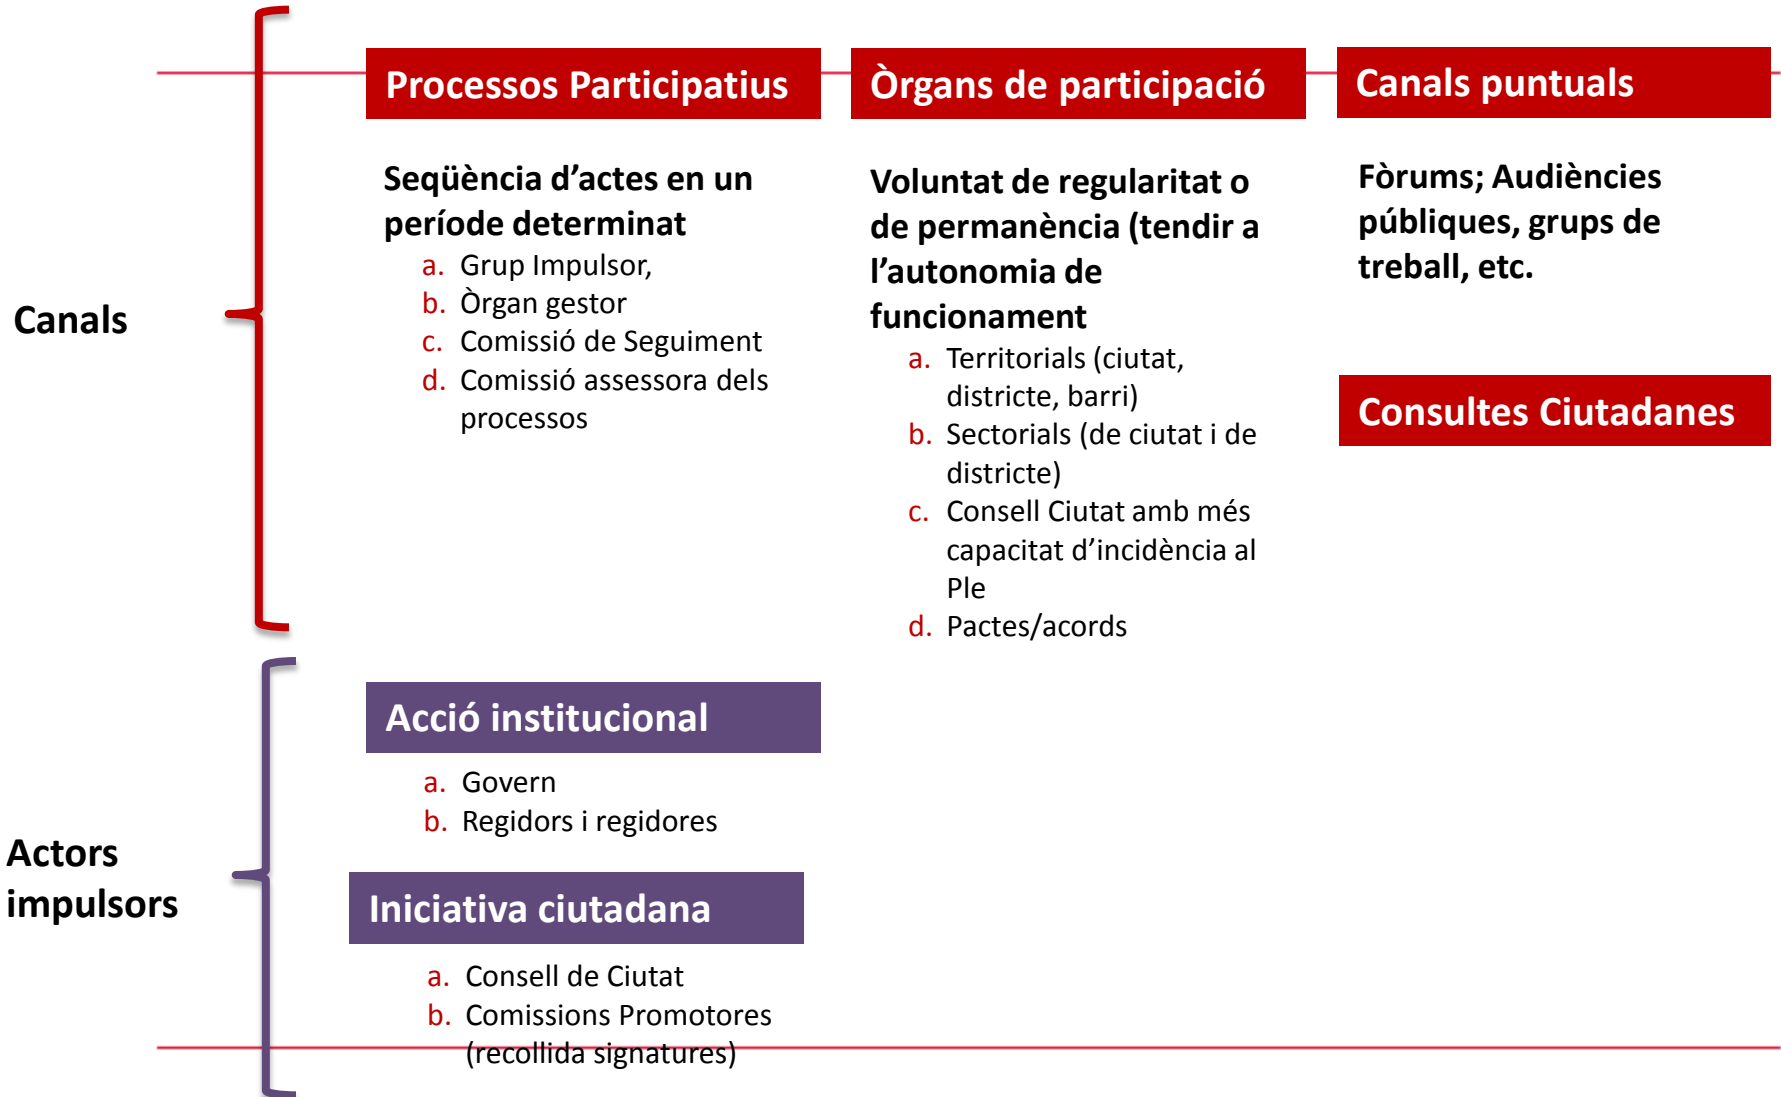 Canals
Processos Participatius
Seqüència d’actes en un
període determinat
a. Grup Impulsor,
b. Òrgan gestor
c. Comissió de Seguiment
d. Comissió assessora dels
processos
Òrgans de participació
Voluntat de regularitat o
de permanència (tendir a
l’autonomia de
funcionament
a. Territorials (ciutat,
districte, barri)
b. Sectorials (de ciutat i de
districte)
c. Consell Ciutat amb més
capacitat d’incidència al
Ple
d. Pactes/acords
Canals puntuals
Fòrums; Audiències
públiques, grups de
treball, etc.
Consultes Ciutadanes
Actors
impulsors
Acció institucional
a. Govern
b. Regidors i regidores
Iniciativa ciutadana
a. Consell de Ciutat
b. Comissions Promotores
(recollida signatures)